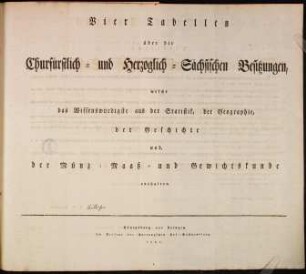 Vier Tabellen
über die
Churfürstlich- und Herzoglich-Sächsischen Besitzungen,
welche
das Wissenswürdigste aus der Statistik, der Geographie,
der Geschichte
und
der Münz- Maaß- und Gewichtskunde
enthalten.